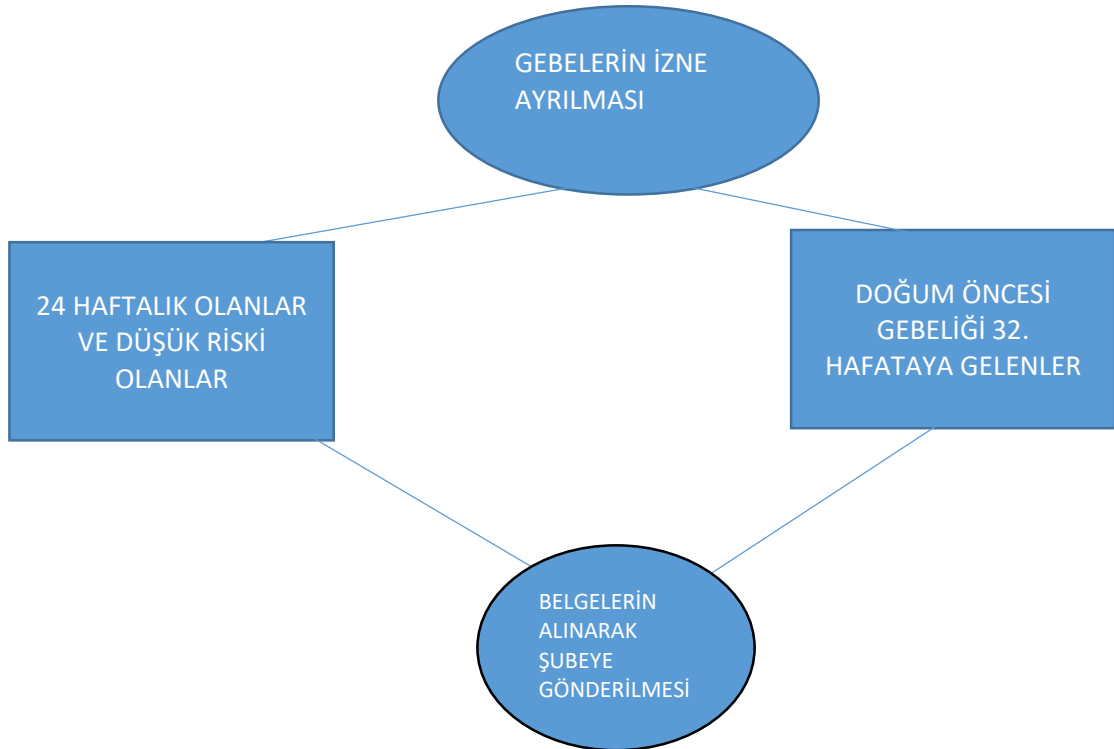 GEBELERİN İZNE
AYRILMASI
24 HAFTALIK OLANLAR
VE DÜŞÜK RİSKİ
OLANLAR
DOĞUM ÖNCESİ
GEBELİĞİ 32.
HAFATAYA GELENLER
BELGELERİN
ALINARAK
ŞUBEYE
GÖNDERİLMESİ